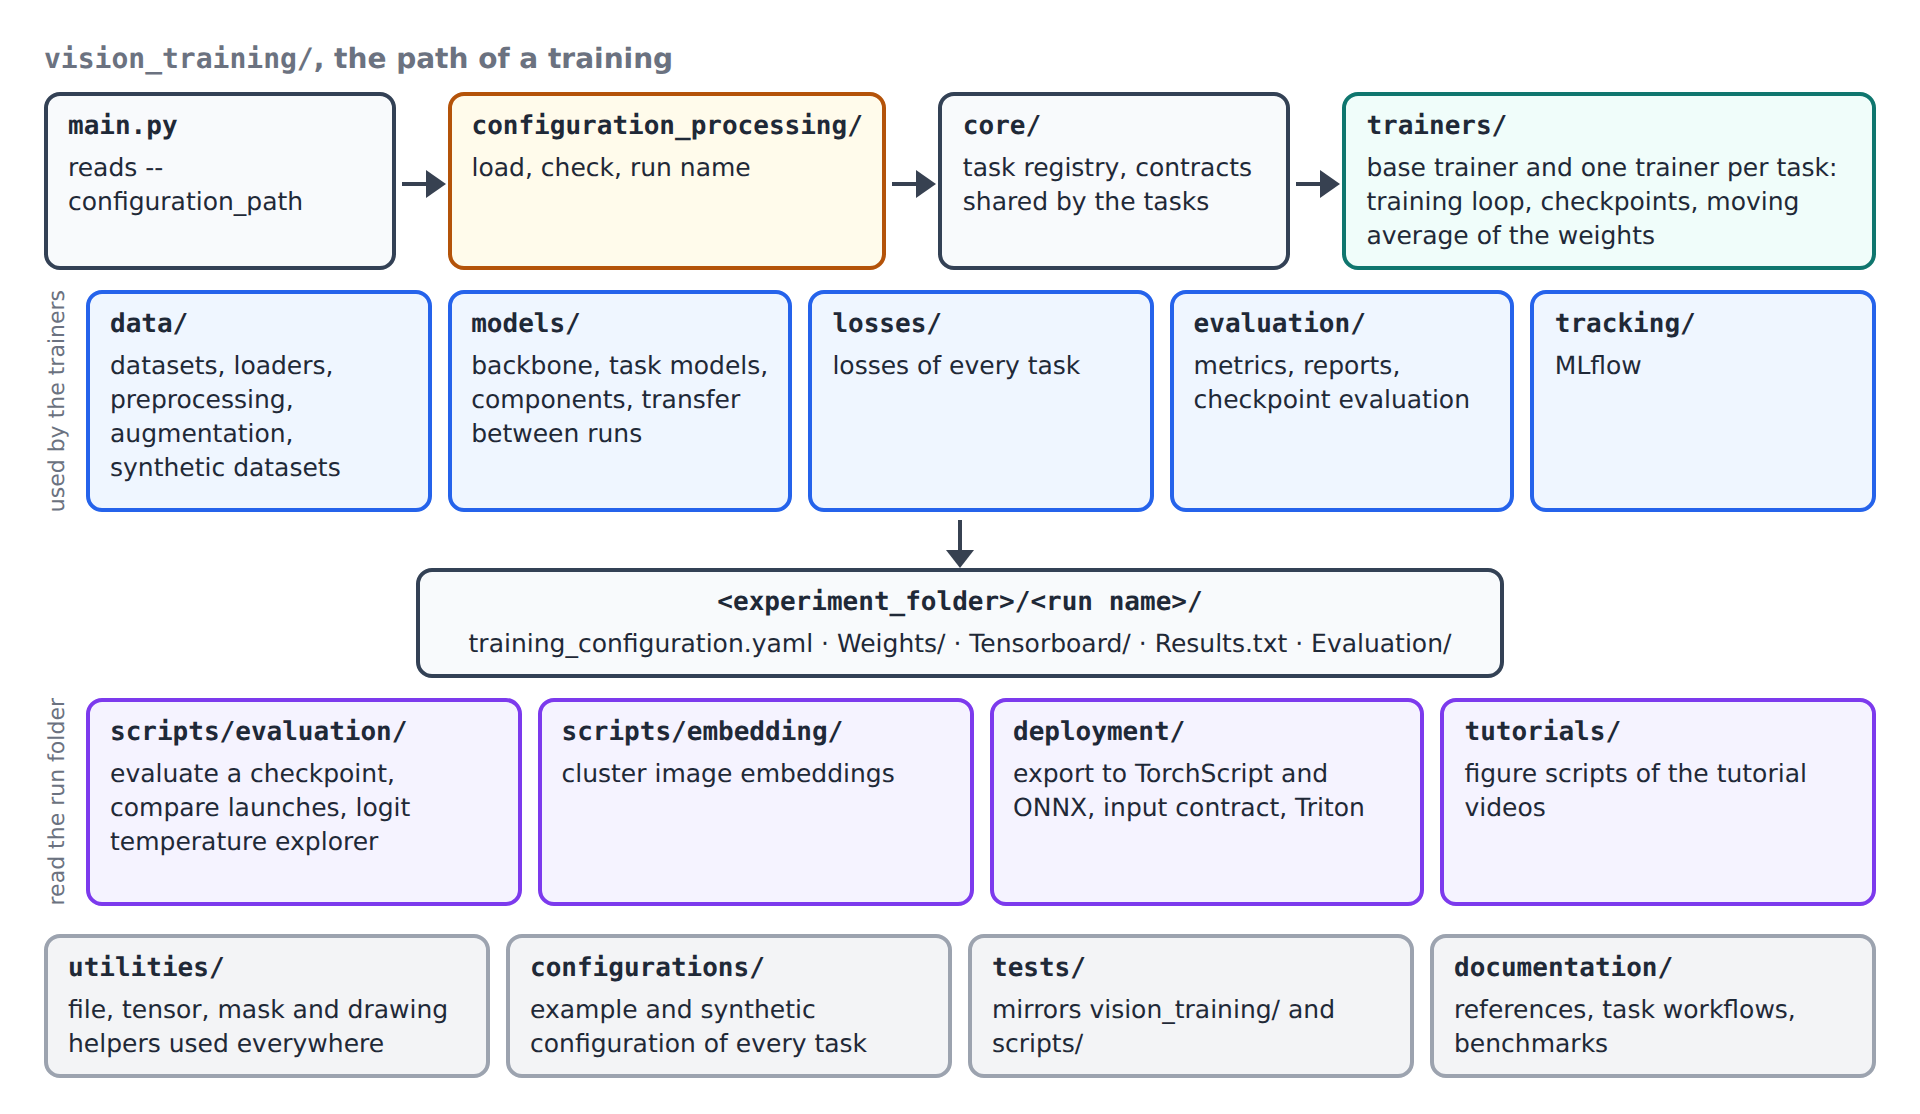 vision_training/, the path of a training
main.py
reads --
configuration_path
configuration_processing/
load, check, run name
core/
task registry, contracts
shared by the tasks
trainers/
base trainer and one trainer per task:
training loop, checkpoints, moving
average of the weights
used by the trainers
data/
datasets, loaders,
preprocessing,
augmentation,
synthetic datasets
models/
backbone, task models,
components, transfer
between runs
losses/
losses of every task
evaluation/
metrics, reports,
checkpoint evaluation
tracking/
MLflow
<experiment_folder>/<run name>/
training_configuration.yaml · Weights/ · Tensorboard/ · Results.txt · Evaluation/
read the run folder
scripts/evaluation/
evaluate a checkpoint,
compare launches, logit
temperature explorer
scripts/embedding/
cluster image embeddings
deployment/
export to TorchScript and
ONNX, input contract, Triton
tutorials/
figure scripts of the tutorial
videos
utilities/
file, tensor, mask and drawing
helpers used everywhere
configurations/
example and synthetic
configuration of every task
tests/
mirrors vision_training/ and
scripts/
documentation/
references, task workflows,
benchmarks